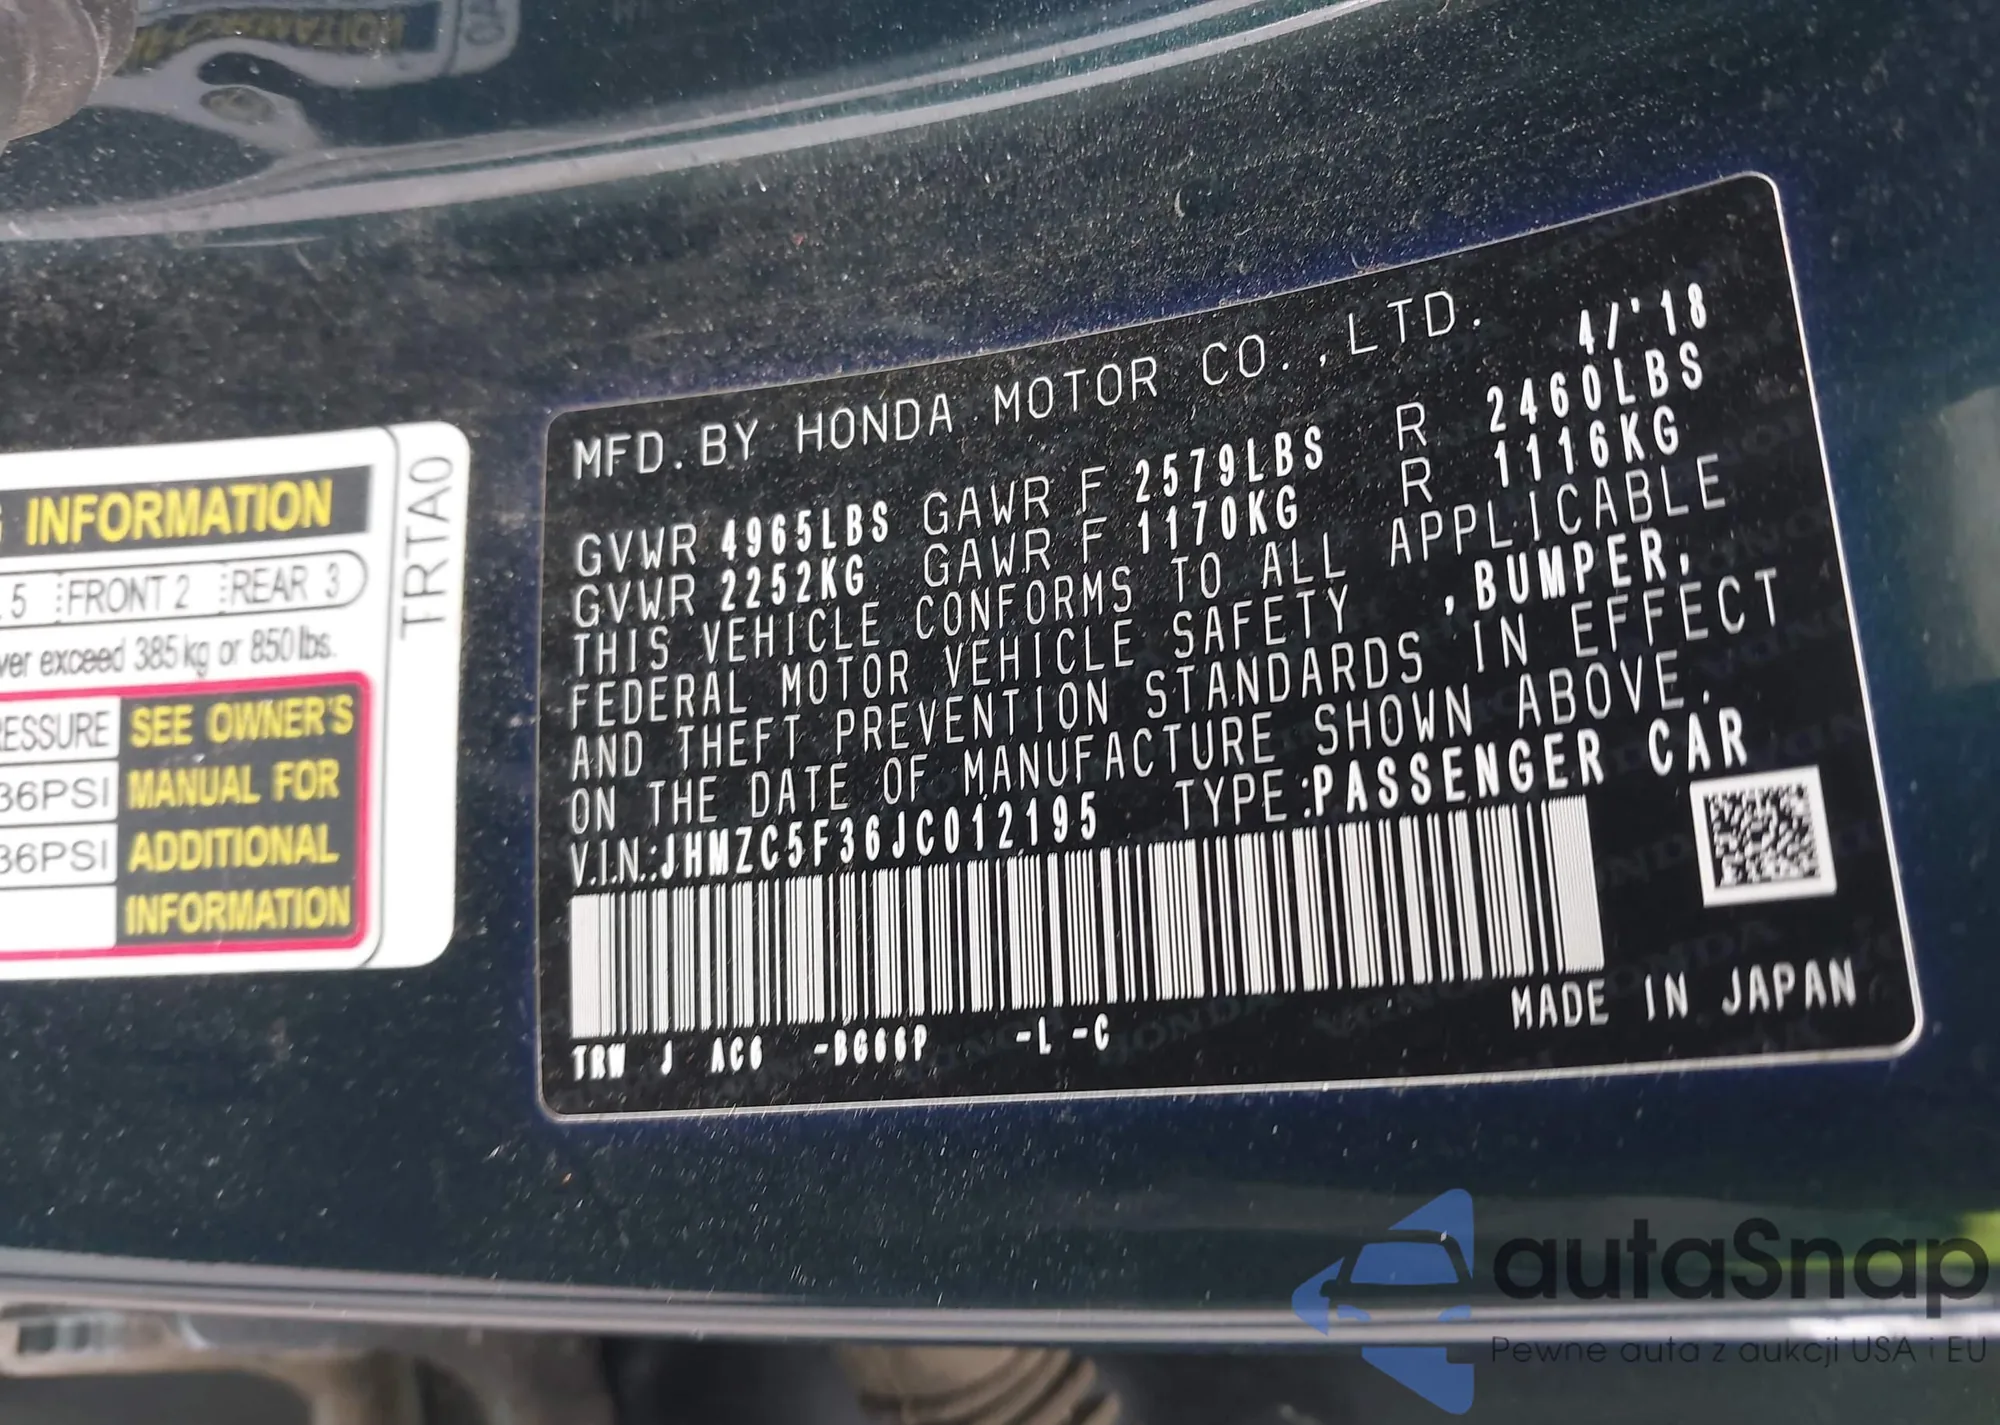 INFORMATION
5 FRONT 2 REAR 3
ver exceed 385 kg or 850 lbs.
ESSURE SEE OWNER'S
36PSI MANUAL FOR
36PSI ADDITIONAL
INFORMATION
TRTA0
MFD. BY HONDA MOTOR CO., LTD. 4/'18
GVWR 4965LBS GAWR F 2579LBS R 2460LBS
GVWR 2252KG GAWR F 1170KG R 1116KG
THIS VEHICLE CONFORMS TO ALL APPLICABLE
FEDERAL MOTOR VEHICLE SAFETY , BUMPER,
AND THEFT PREVENTION STANDARDS IN EFFECT
ON THE DATE OF MANUFACTURE SHOWN ABOVE.
V.I.N.:JHMZC5F36JC012195 TYPE:PASSENGER CAR
TRW J AC6 -BG66P -L -C
MADE IN JAPAN
autaSnap
Pewne auta z aukcji USA i EU